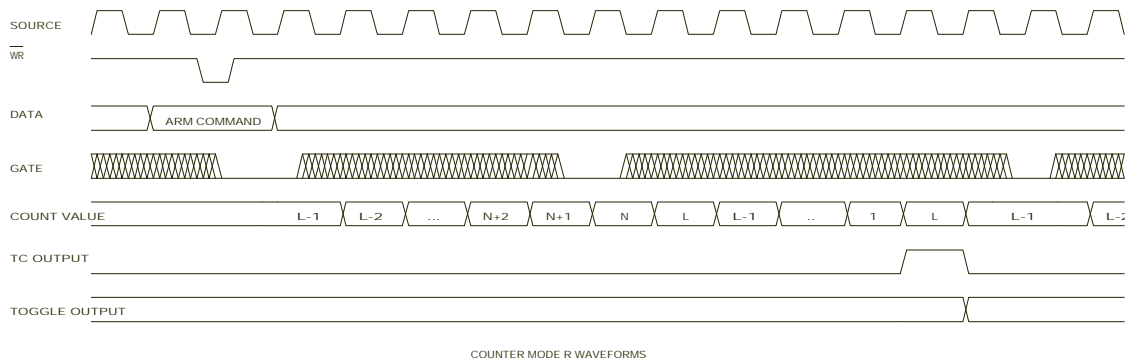 SOURCE
WR
DATA
ARM COMMAND
GATE
COUNT VALUE L-1 L-2 ... N+2 N+1 N L L-1 .. 1 L L-1 L-2
TC OUTPUT
TOGGLE OUTPUT
COUNTER MODE R WAVEFORMS